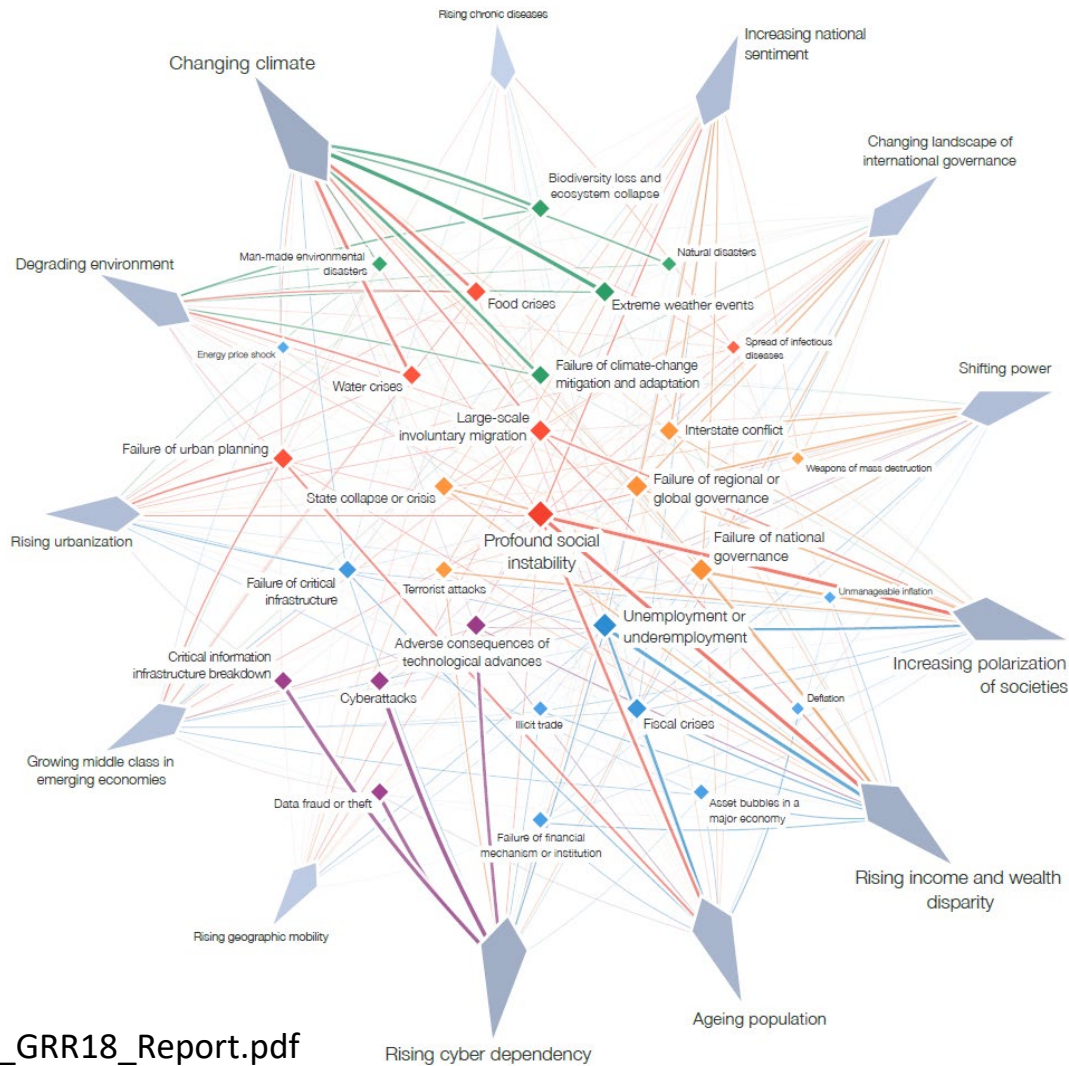 Rising chronic diseases
Increasing national
sentiment
Changing climate
Changing landscape of
international governance
Biodiversity loss and
ecosystem collapse
Man-made environmental
disasters
Natural disasters
Degrading environment
Food crises
Extreme weather events
Energy price shock
Spread of infectious
diseases
Water crises
Failure of climate-change
mitigation and adaptation
Shifting power
Large-scale
involuntary migration
Interstate conflict
Failure of urban planning
Weapons of mass destruction
State collapse or crisis
Failure of regional or
global governance
Rising urbanization
Profound social
instability
Failure of national
governance
Failure of critical
infrastructure
Terrorist attacks
Unmanageable inflation
Unemployment or
underemployment
Adverse consequences of
technological advances
Increasing polarization
of societies
Critical information
infrastructure breakdown
Cyberattacks
Deflation
Illicit trade
Fiscal crises
Growing middle class in
emerging economies
Data fraud or theft
Asset bubbles in a
major economy
Failure of financial
mechanism or institution
Rising income and wealth
disparity
Rising geographic mobility
Ageing population
_GRR18_Report.pdf
Rising cyber dependency